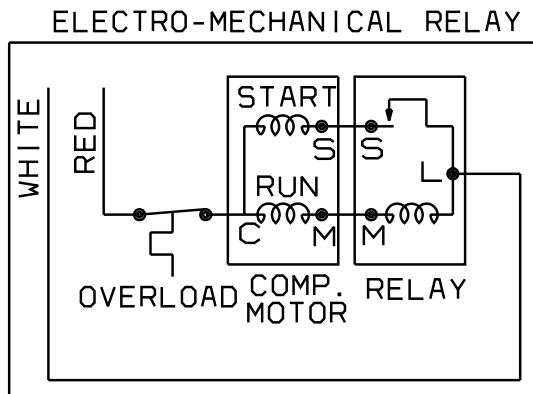 ELECTRO-MECHANICAL RELAY
WHITE
RED
START
S
S
L
RUN
C
M
M
OVERLOAD
COMP.
MOTOR
RELAY